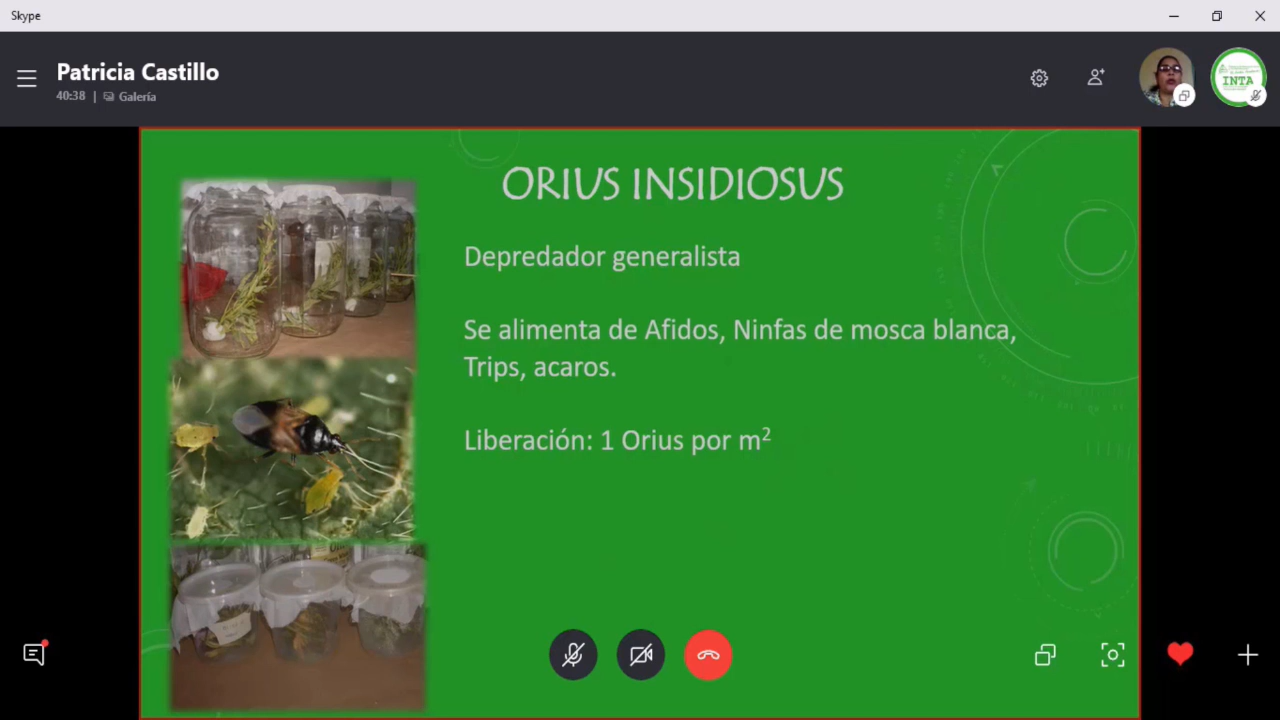 Skype
Patricia Castillo
40:38 | Galería
INTA
ORIUS INSIDIOSUS
Depredador generalista
Se alimenta de Afidos, Ninfas de mosca blanca,
Trips, acaros.
Liberación: 1 Orius por m²